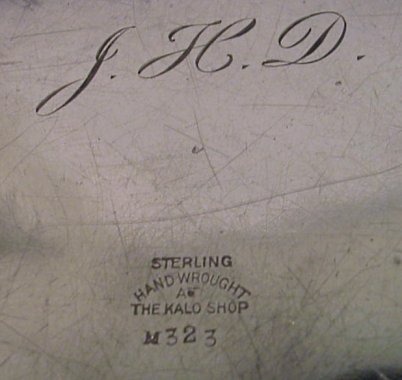 J. H. D.
STERLING
HAND WROUGHT
AT
THE KALO SHOP
M323